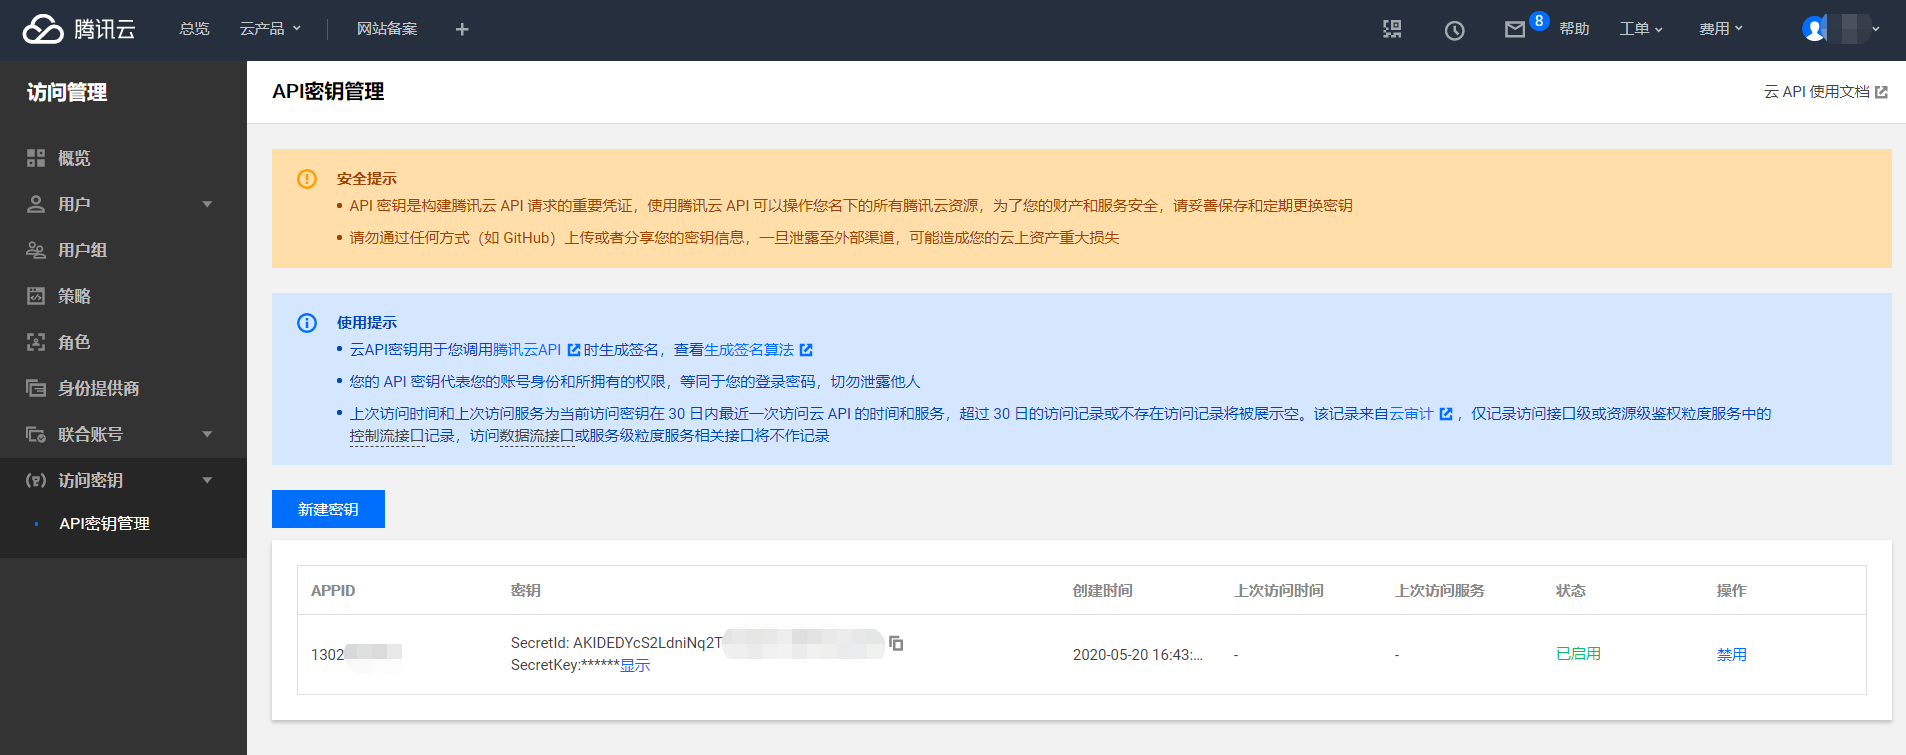 腾讯云
总览
云产品
网站备案
8
帮助
工单
费用
访问管理
概览
用户
用户组
策略
角色
身份提供商
联合账号
访问密钥
API密钥管理
API密钥管理
云 API 使用文档
安全提示
API 密钥是构建腾讯云 API 请求的重要凭证，使用腾讯云 API 可以操作您名下的所有腾讯云资源，为了您的财产和服务安全，请妥善保存和定期更换密钥
请勿通过任何方式（如 GitHub）上传或者分享您的密钥信息，一旦泄露至外部渠道，可能造成您的云上资产重大损失
使用提示
云API密钥用于您调用腾讯云API 时生成签名，查看生成签名算法
您的 API 密钥代表您的账号身份和所拥有的权限，等同于您的登录密码，切勿泄露他人
上次访问时间和上次访问服务为当前访问密钥在 30 日内最近一次访问云 API 的时间和服务，超过 30 日的访问记录或不存在访问记录将被展示空。该记录来自云审计 ，仅记录访问接口级或资源级鉴权粒度服务中的
控制流接口记录，访问数据流接口或服务级粒度服务相关接口将不作记录
新建密钥
APPID 密钥 创建时间 上次访问时间 上次访问服务 状态 操作
SecretId: AKIDEDYcS2LdniNq2T
1302 2020-05-20 16:43:... - - 已启用 禁用
SecretKey:******显示